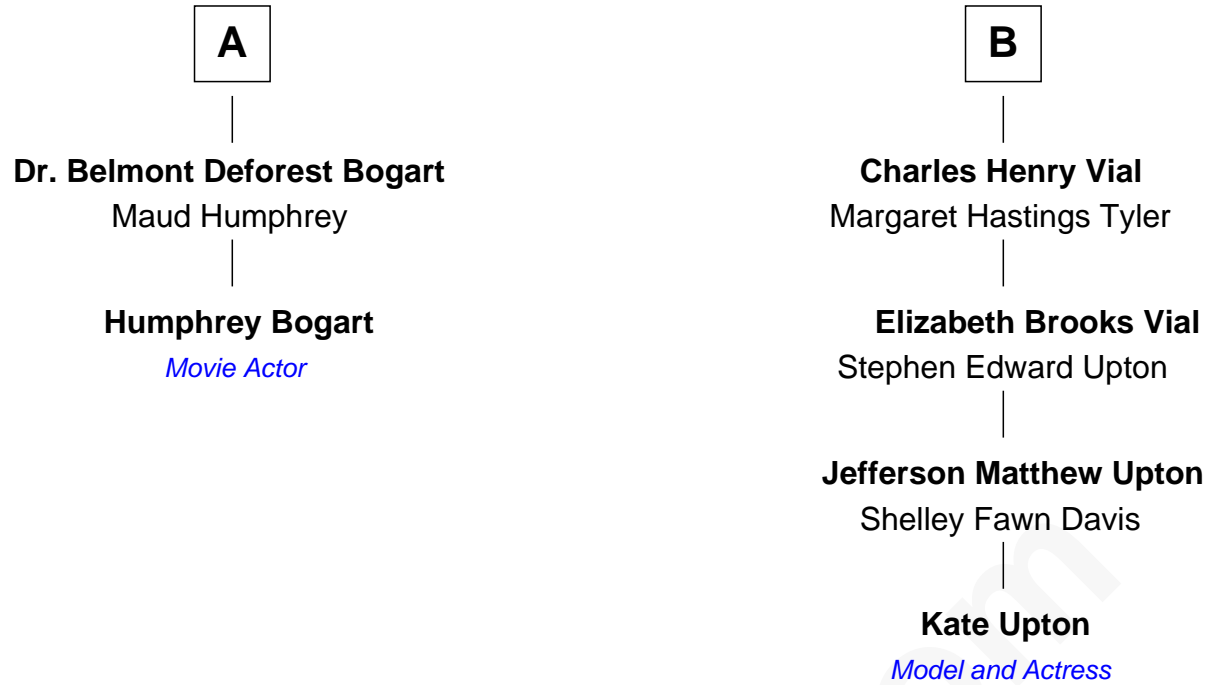 A
Dr. Belmont Deforest Bogart
Maud Humphrey
Humphrey Bogart
Movie Actor
B
Charles Henry Vial
Margaret Hastings Tyler
Elizabeth Brooks Vial
Stephen Edward Upton
Jefferson Matthew Upton
Shelley Fawn Davis
Kate Upton
Model and Actress